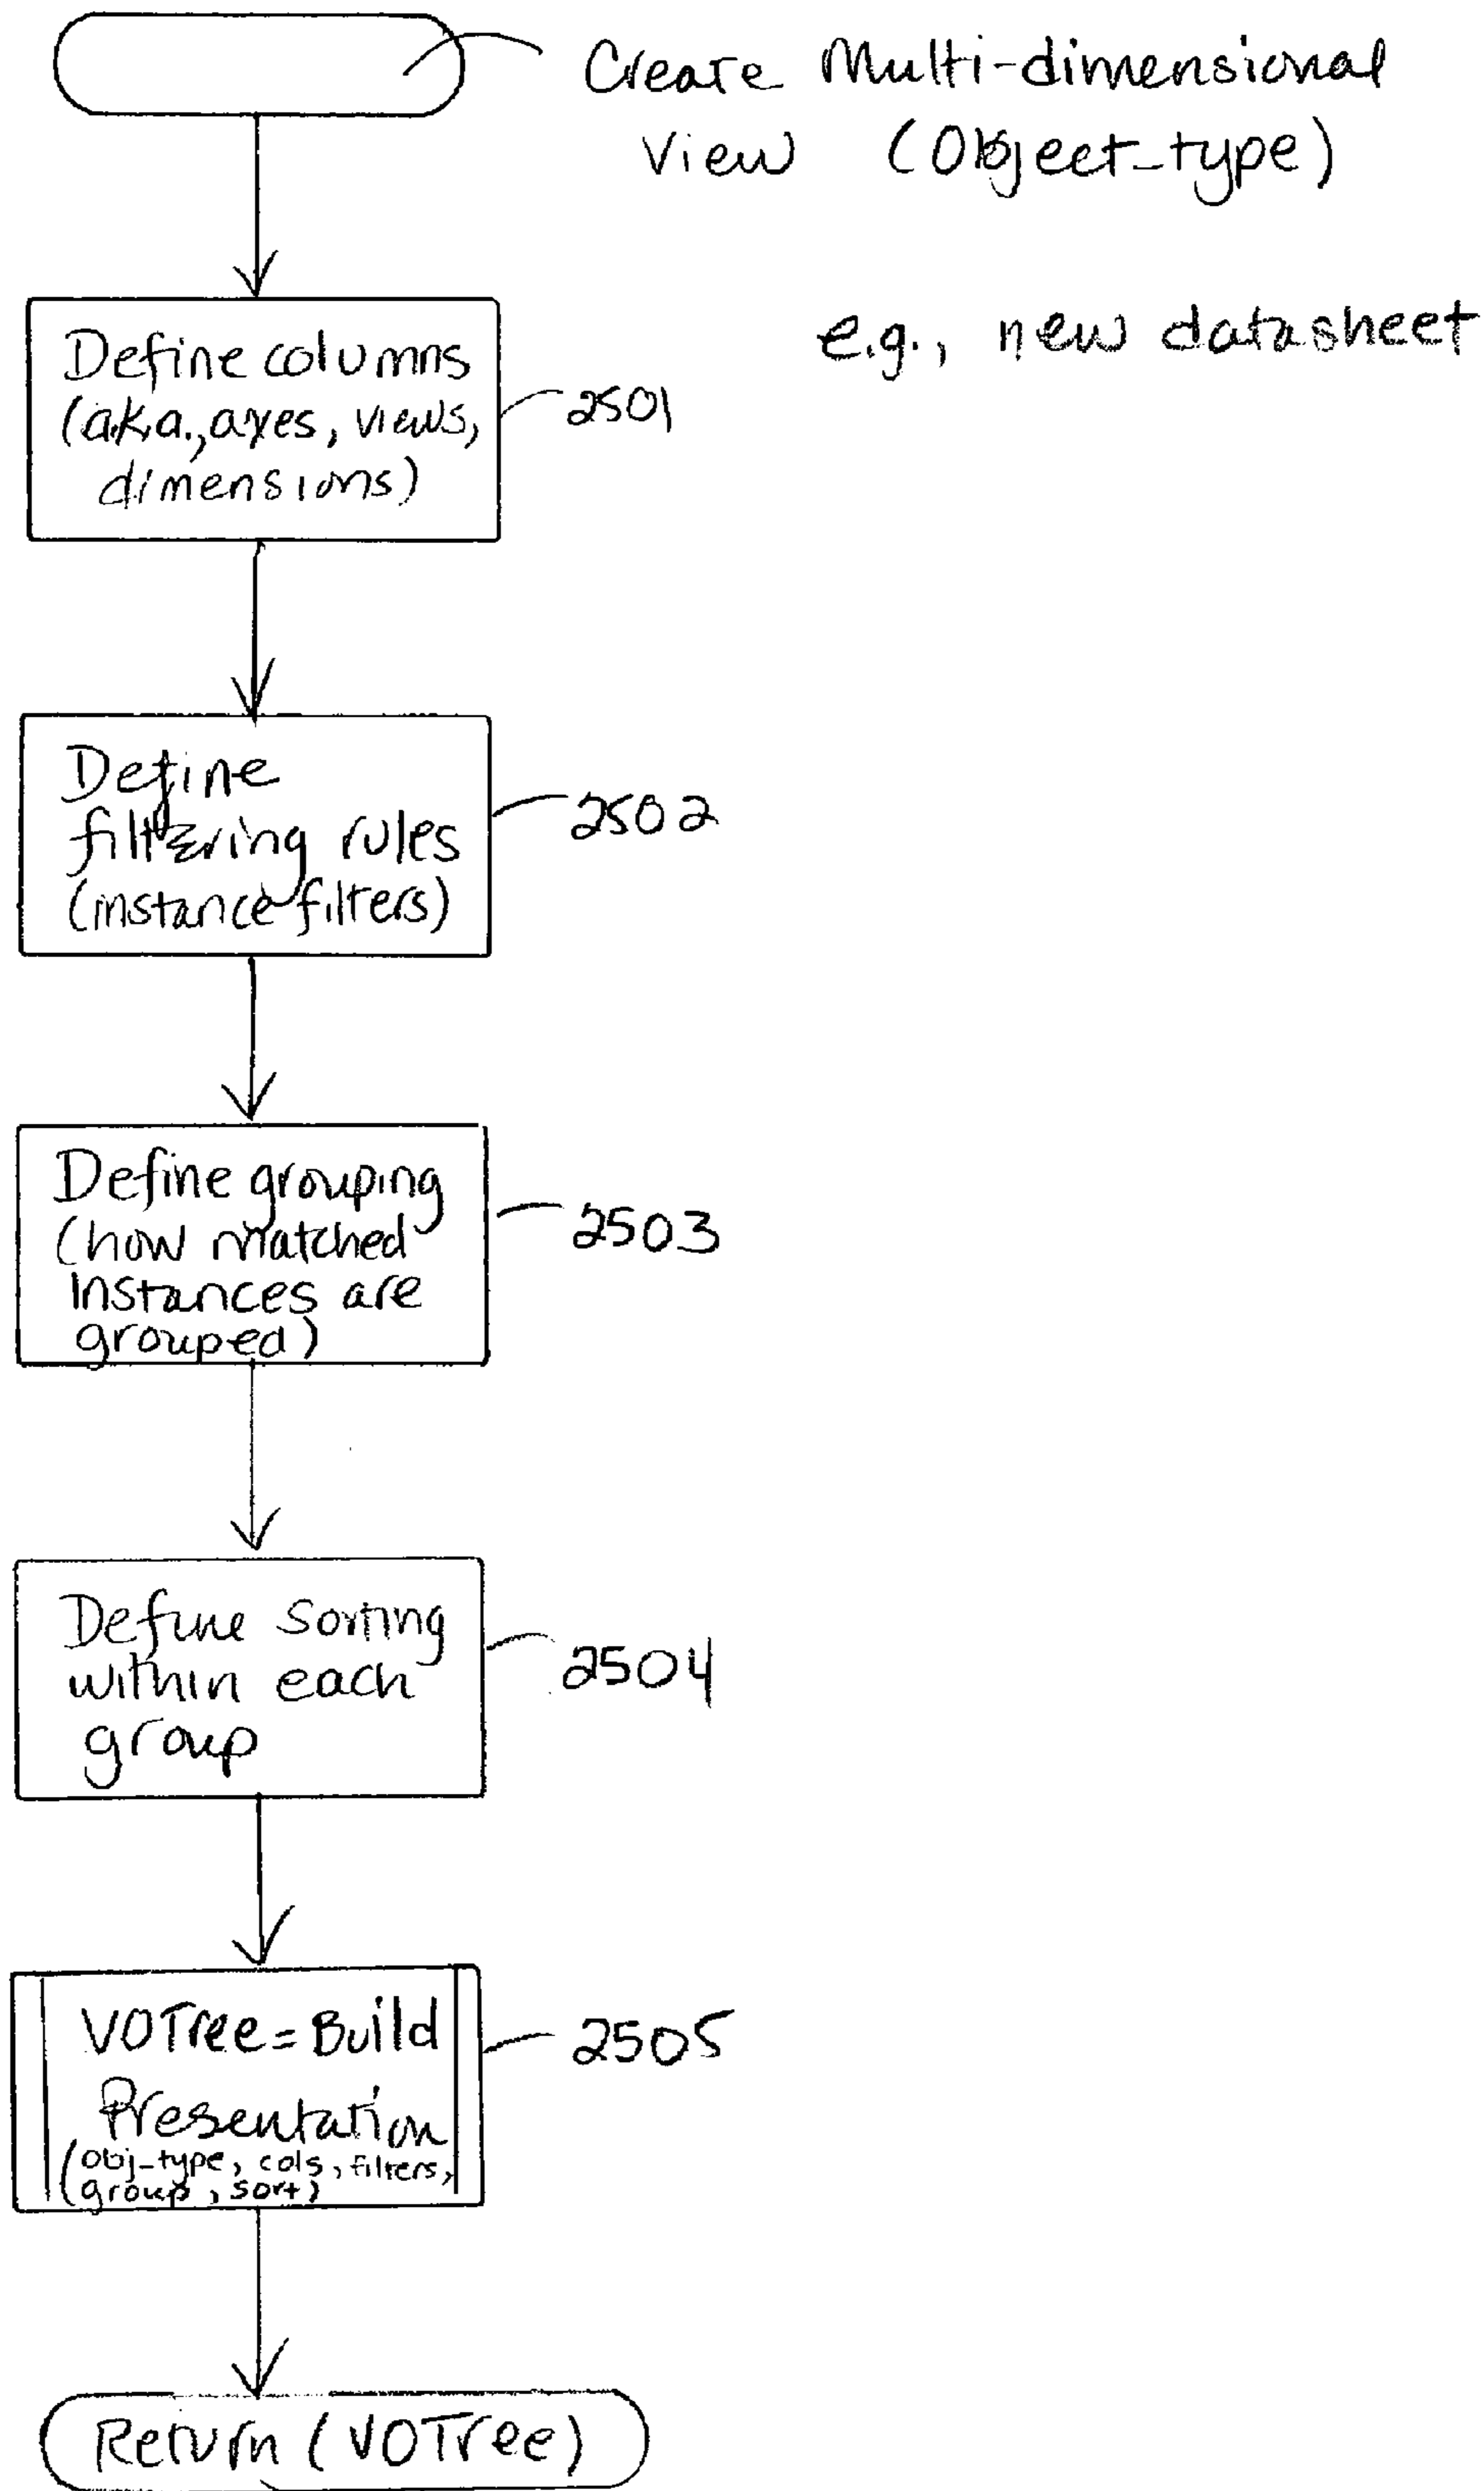 Create Multi-dimensional
View (Object_type)
e.g., new datasheet
Define columns
(a.k.a., axes, views,
dimensions)
2501
Define
filtering rules
(instance filters)
2502
Define grouping
(how matched
instances are
grouped)
2503
Define Sorting
within each
group
2504
VOTree = Build
Presentation
(obj-type, cols, filters,
group, sort)
2505
Return (VOTree)